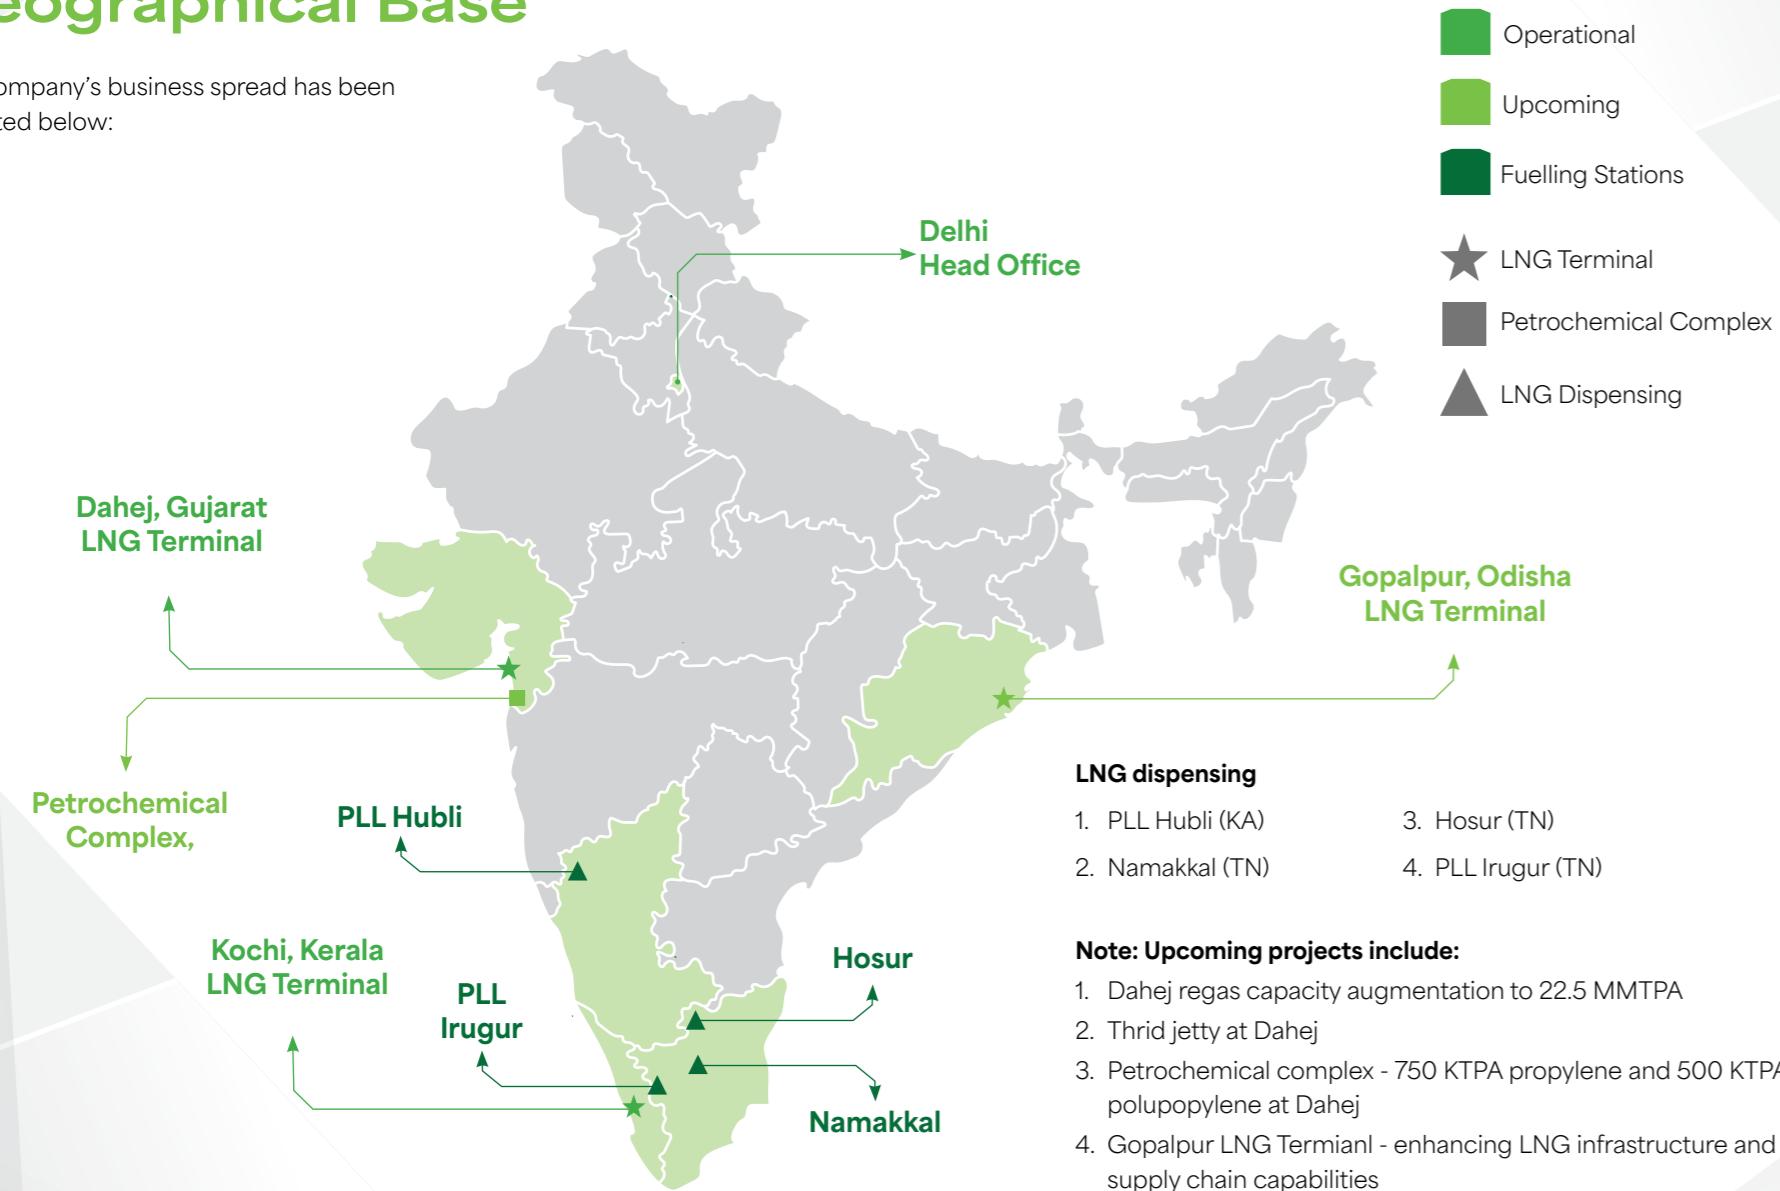 eographical Base
ompany's business spread has been
ted below:
Operational
Upcoming
Fuelling Stations
LNG Terminal
Petrochemical Complex
LNG Dispensing
Delhi
Head Office
Dahej, Gujarat
LNG Terminal
Gopalpur, Odisha
LNG Terminal
Petrochemical
Complex,
PLL Hubli
Kochi, Kerala
LNG Terminal
PLL
Irugur
Hosur
Namakkal
LNG dispensing
1. PLL Hubli (KA)
2. Namakkal (TN)
3. Hosur (TN)
4. PLL Irugur (TN)
Note: Upcoming projects include:
1. Dahej regas capacity augmentation to 22.5 MMTPA
2. Thrid jetty at Dahej
3. Petrochemical complex - 750 KTPA propylene and 500 KTPA
polupopylene at Dahej
4. Gopalpur LNG Termianl - enhancing LNG infrastructure and
supply chain capabilities